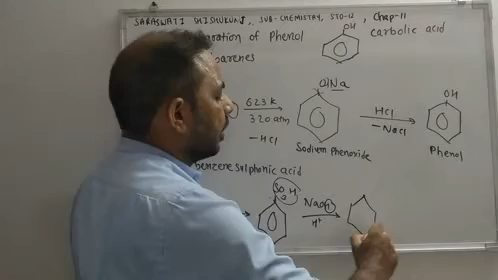 SARASWATI SHISHUKUNJ, SUB-CHEMISTRY, STD-12, Chap-11
aration of Phenol
OH
carbolic acid
arenes
623 K
320 atm
-HCl
ONa
Sodium Phenoxide
HCl
-NaCl
OH
Phenol
benzene sulphonic acid
SO3H
NaOH
H+